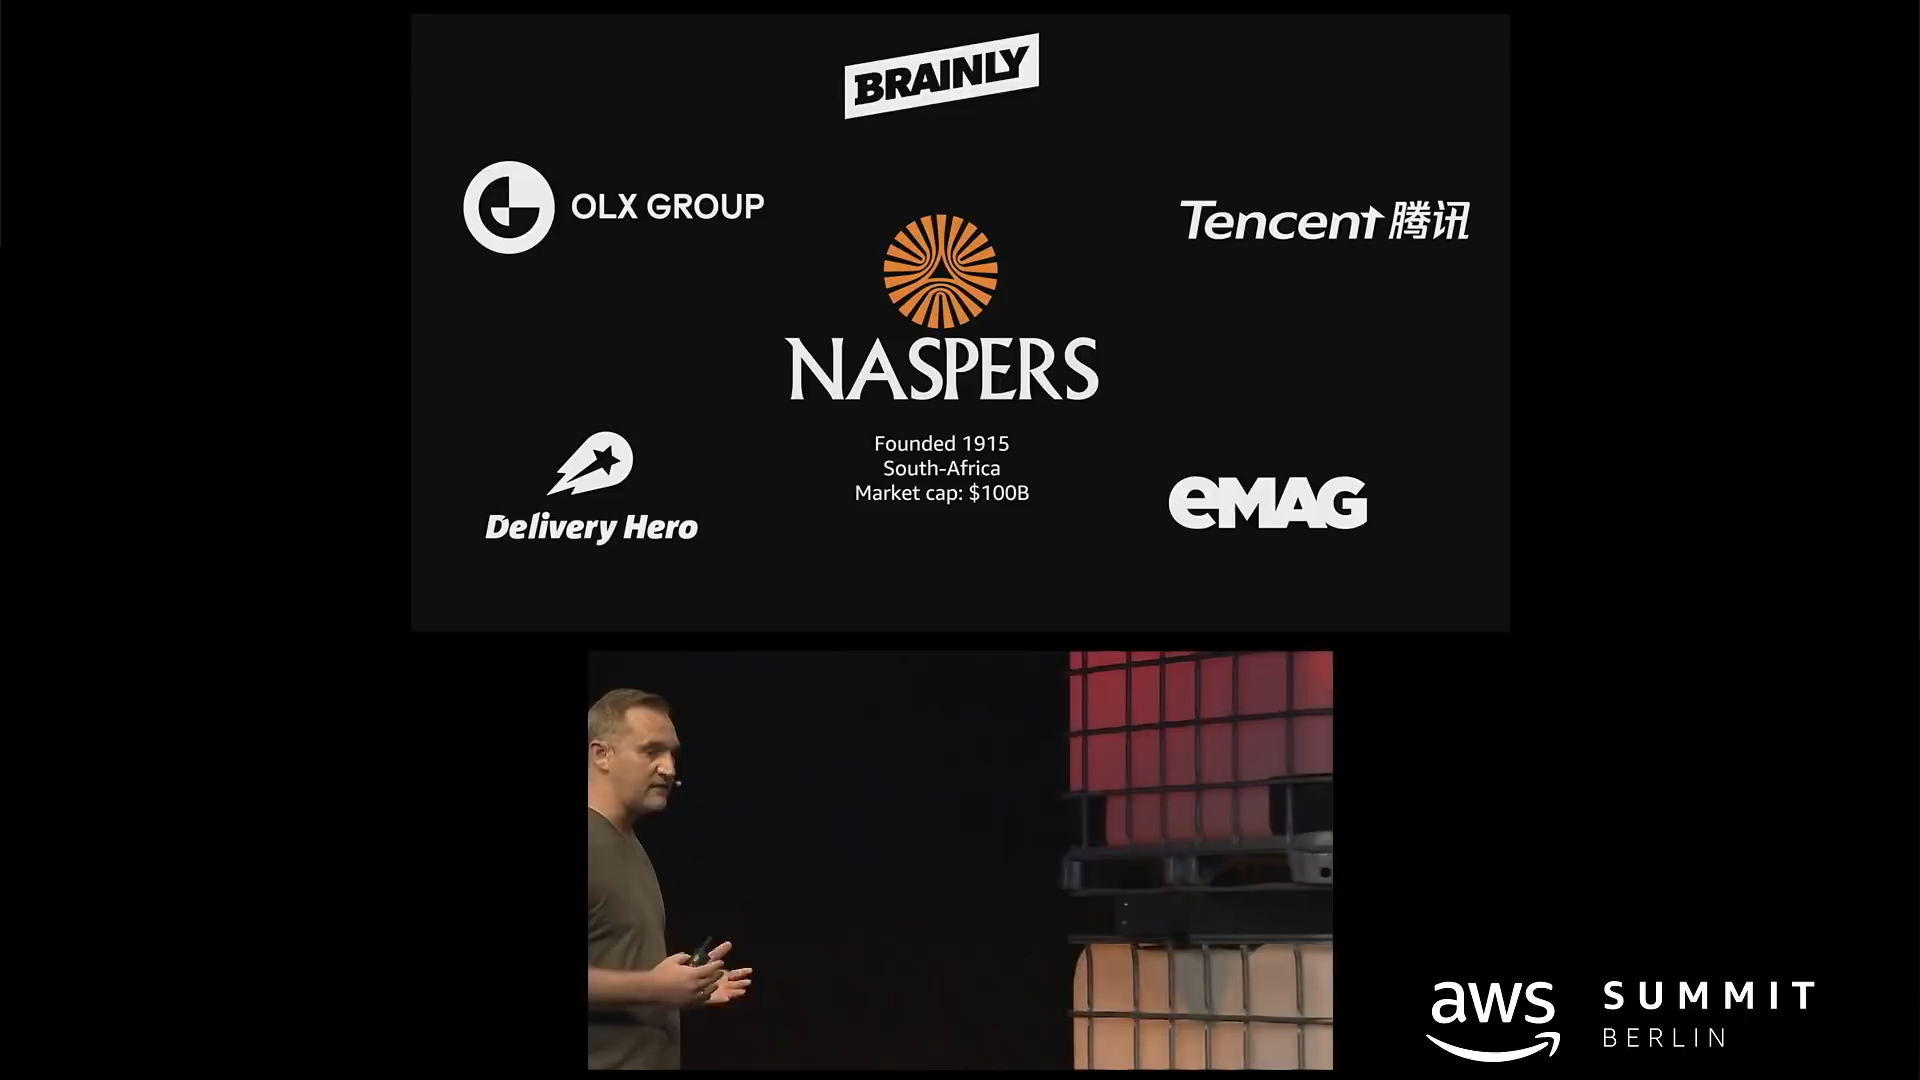 BRAINLY
OLX GROUP
Tencent 腾讯
NASPERS
Founded 1915
South-Africa
Market cap: $100B
Delivery Hero
eMAG
aws SUMMIT
BERLIN